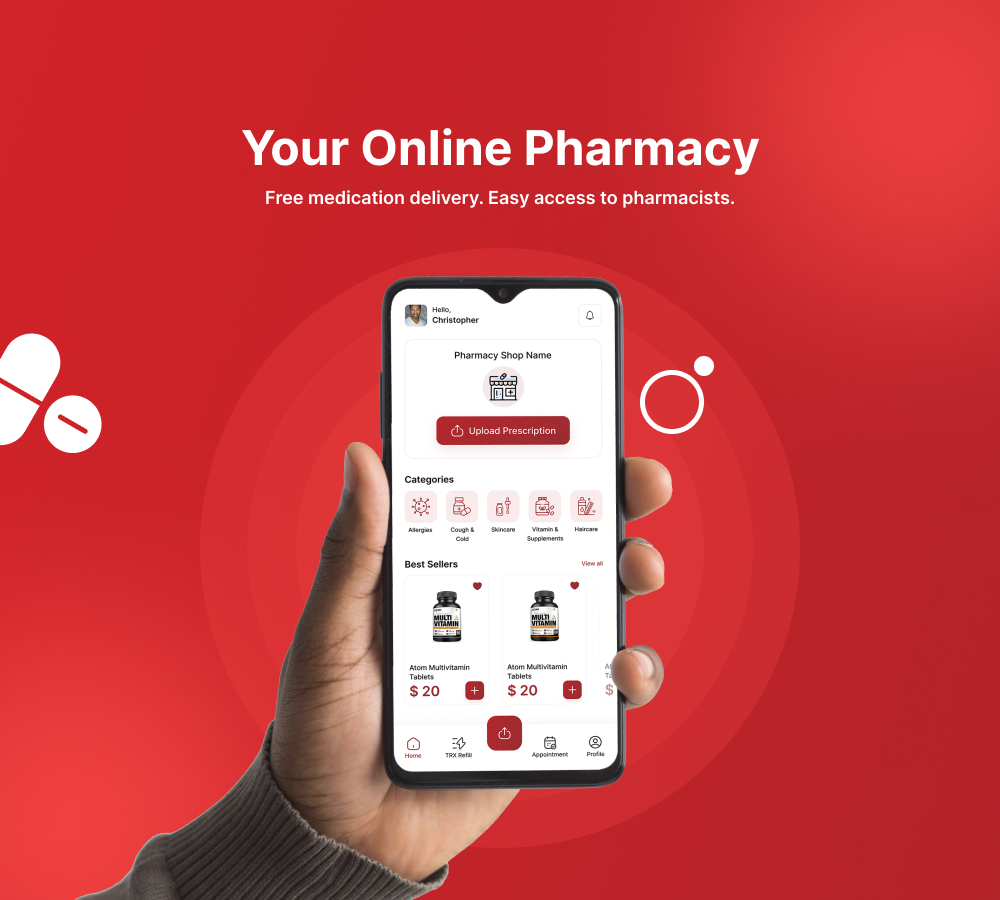 Your Online Pharmacy
Free medication delivery. Easy access to pharmacists.
Hello,
Christopher
Pharmacy Shop Name
Upload Prescription
Categories
Allergies
Cough &
Cold
Skincare
Vitamin &
Supplements
Haircare
Best Sellers
View all
MULTI
VITAMIN
MULTI
VITAMIN
Atom Multivitamin
Tablets
$ 20
Atom Multivitamin
Tablets
$ 20
$
Home
TRX Refill
Appointment
Profile